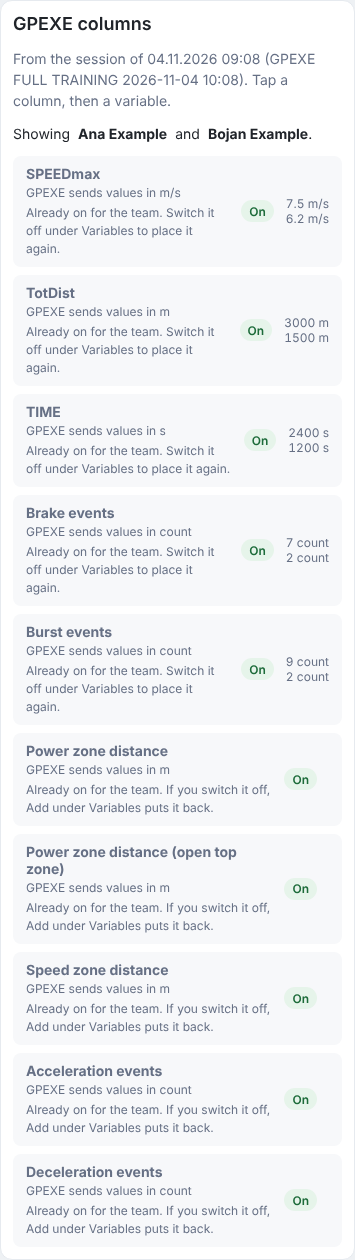 GPEXE columns
From the session of 04.11.2026 09:08 (GPEXE
FULL TRAINING 2026-11-04 10:08). Tap a
column, then a variable.
Showing Ana Example and Bojan Example.
SPEEDmax
GPEXE sends values in m/s
Already on for the team. Switch it
off under Variables to place it
again.
On
7.5 m/s
6.2 m/s
TotDist
GPEXE sends values in m
Already on for the team. Switch it
off under Variables to place it
again.
On
3000 m
1500 m
TIME
GPEXE sends values in s
Already on for the team. Switch it
off under Variables to place it again.
On
2400 s
1200 s
Brake events
GPEXE sends values in count
Already on for the team. Switch it
off under Variables to place it
again.
On
7 count
2 count
Burst events
GPEXE sends values in count
Already on for the team. Switch it
off under Variables to place it
again.
On
9 count
2 count
Power zone distance
GPEXE sends values in m
Already on for the team. If you switch it off,
Add under Variables puts it back.
On
Power zone distance (open top
zone)
GPEXE sends values in m
Already on for the team. If you switch it off,
Add under Variables puts it back.
On
Speed zone distance
GPEXE sends values in m
Already on for the team. If you switch it off,
Add under Variables puts it back.
On
Acceleration events
GPEXE sends values in count
Already on for the team. If you switch it off,
Add under Variables puts it back.
On
Deceleration events
GPEXE sends values in count
Already on for the team. If you switch it off,
Add under Variables puts it back.
On